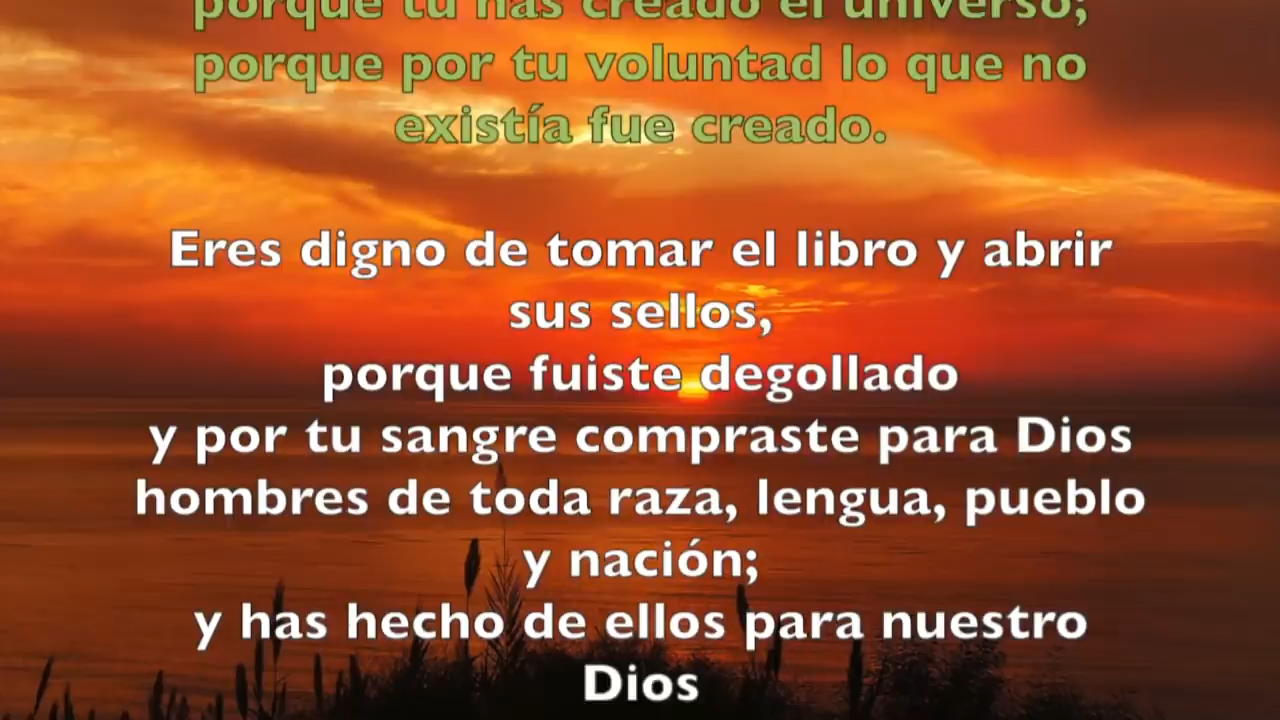 porque tú has creado el universo;
porque por tu voluntad lo que no
existía fue creado.
Eres digno de tomar el libro y abrir
sus sellos,
porque fuiste degollado
y por tu sangre compraste para Dios
hombres de toda raza, lengua, pueblo
y nación;
y has hecho de ellos para nuestro
Dios